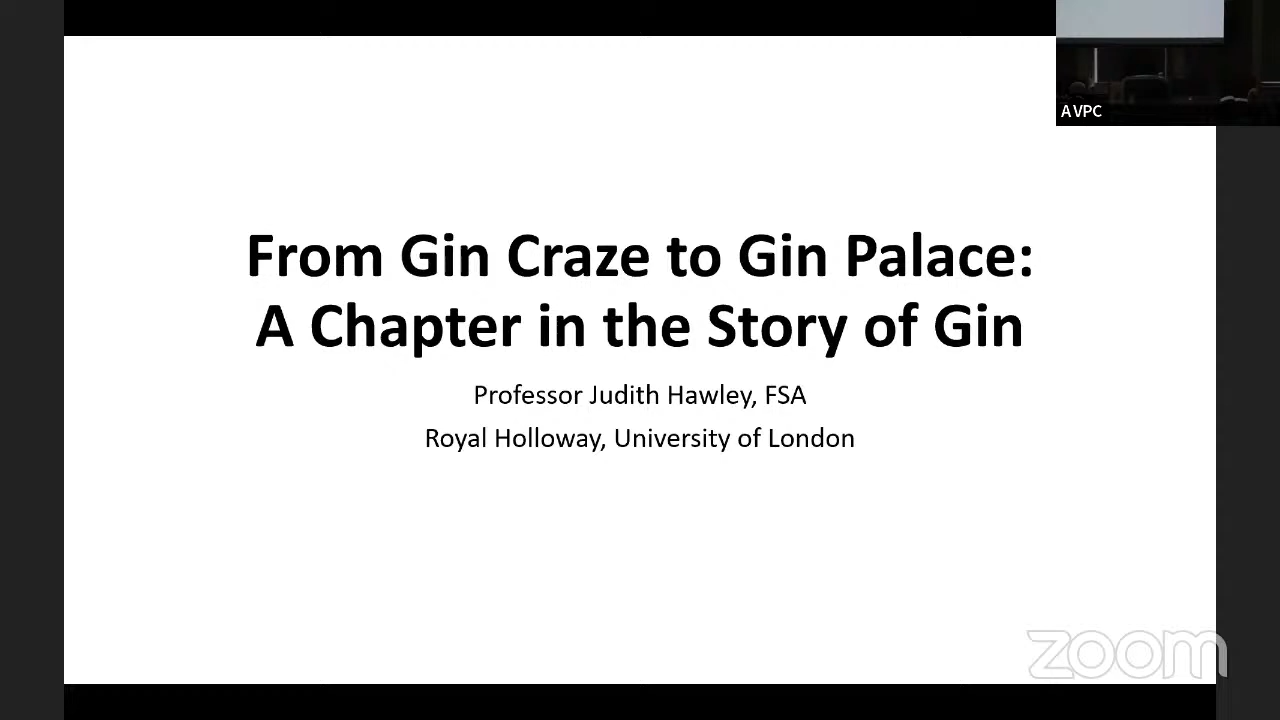 AVPC
From Gin Craze to Gin Palace:
A Chapter in the Story of Gin
Professor Judith Hawley, FSA
Royal Holloway, University of London
zoom